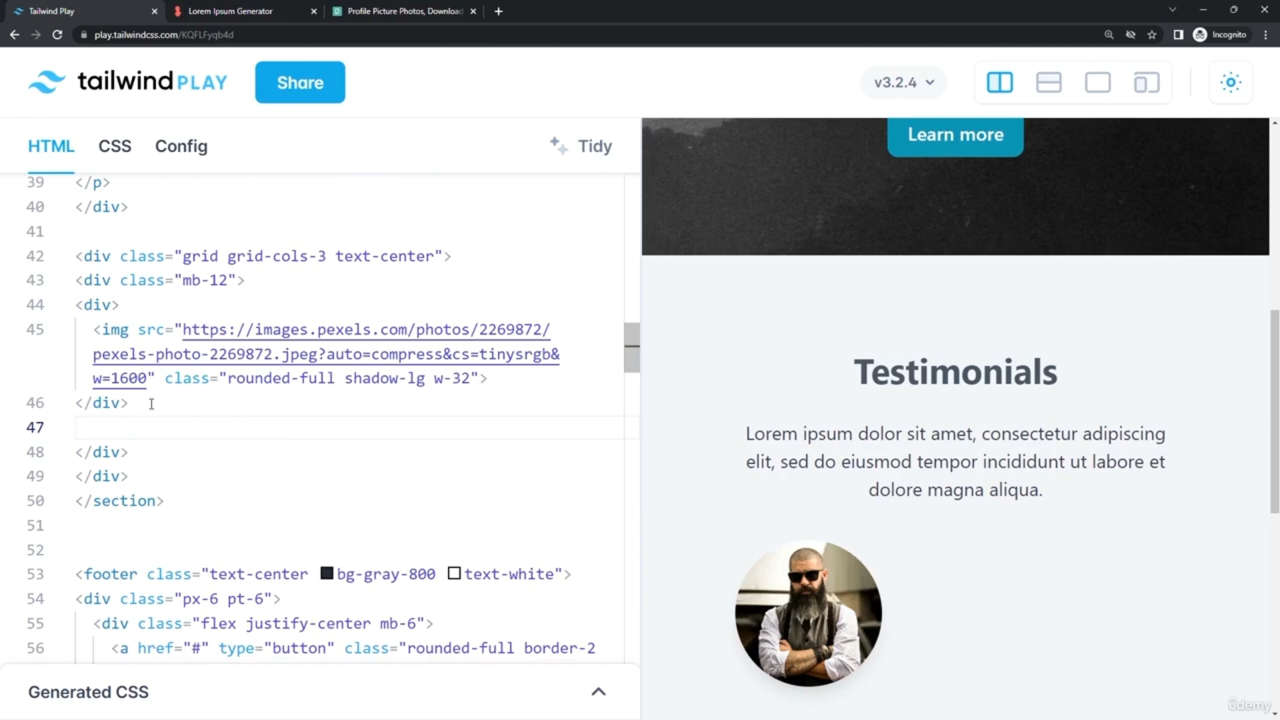 Tailwind Play
Lorem Ipsum Generator
Profile Picture Photos, Download
play.tailwindcss.com/KQFLFyqb4d
Incognito
tailwind PLAY
Share
v3.2.4
HTML
CSS
Config
Tidy
39 </p>
40 </div>
41
42 <div class="grid grid-cols-3 text-center">
43 <div class="mb-12">
44 <div>
45 <img src="https://images.pexels.com/photos/2269872/
pexels-photo-2269872.jpeg?auto=compress&cs=tinysrgb&
w=1600" class="rounded-full shadow-lg w-32">
46 </div>
47
48 </div>
49 </div>
50 </section>
51
52
53 <footer class="text-center bg-gray-800 text-white">
54 <div class="px-6 pt-6">
55 <div class="flex justify-center mb-6">
56 <a href="#" type="button" class="rounded-full border-2
Generated CSS
Learn more
Testimonials
Lorem ipsum dolor sit amet, consectetur adipiscing
elit, sed do eiusmod tempor incididunt ut labore et
dolore magna aliqua.
ûdemy